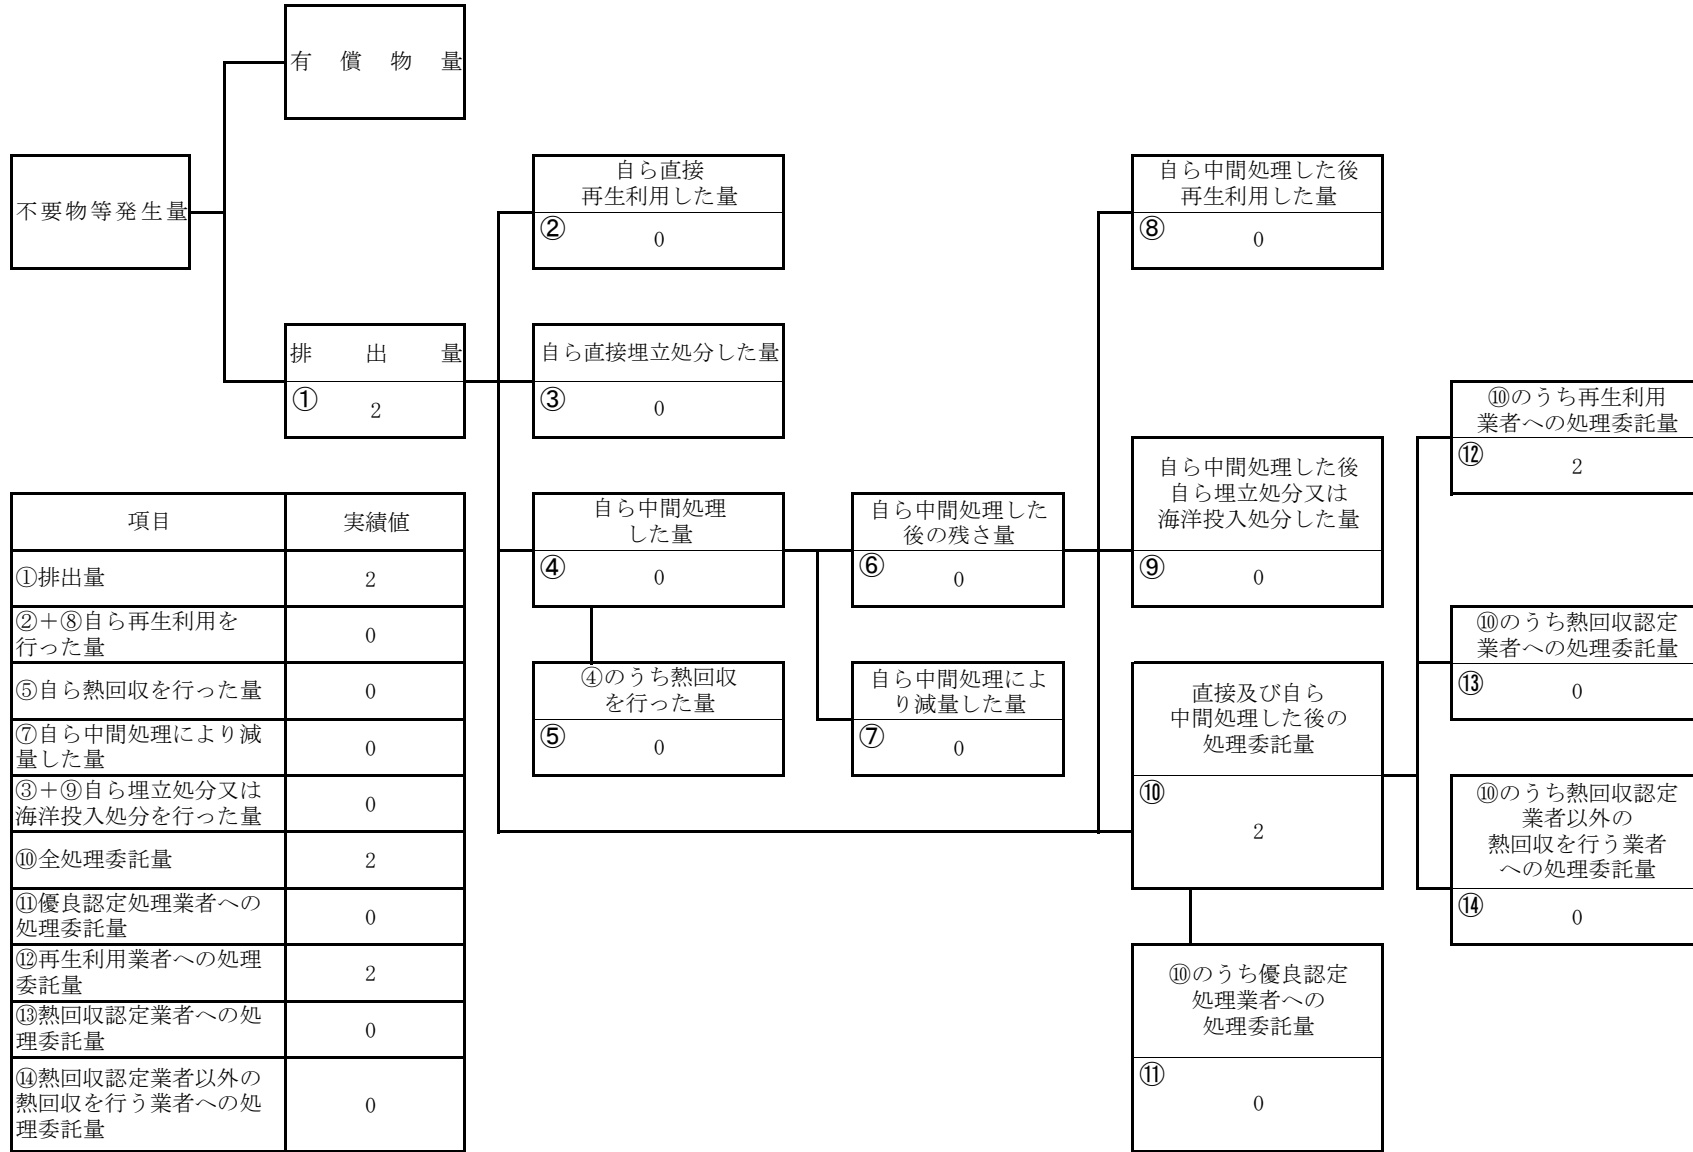 有償物量
不要物等発生量
自ら直接
再生利用した量
②
0
自ら中間処理した後
再生利用した量
⑧
0
排出量
①
2
自ら直接埋立処分した量
③
0
⑩のうち再生利用
業者への処理委託量
⑫
2
自ら中間処理
した量
④
0
自ら中間処理した
後の残さ量
⑥
0
自ら中間処理した後
自ら埋立処分又は
海洋投入処分した量
⑨
0
④のうち熱回収
を行った量
⑤
0
自ら中間処理によ
り減量した量
⑦
0
直接及び自ら
中間処理した後の
処理委託量
⑩
2
⑩のうち熱回収認定
業者への処理委託量
⑬
0
⑩のうち熱回収認定
業者以外の
熱回収を行う業者
への処理委託量
⑭
0
⑩のうち優良認定
処理業者への
処理委託量
⑪
0
項目 実績値
①排出量 2
②+⑧自ら再生利用を
行った量 0
⑤自ら熱回収を行った量 0
⑦自ら中間処理により減
量した量 0
③+⑨自ら埋立処分又は
海洋投入処分を行った量 0
⑩全処理委託量 2
⑪優良認定処理業者への
処理委託量 0
⑫再生利用業者への処理
委託量 2
⑬熱回収認定業者への処
理委託量 0
⑭熱回収認定業者以外の
熱回収を行う業者への処
理委託量 0